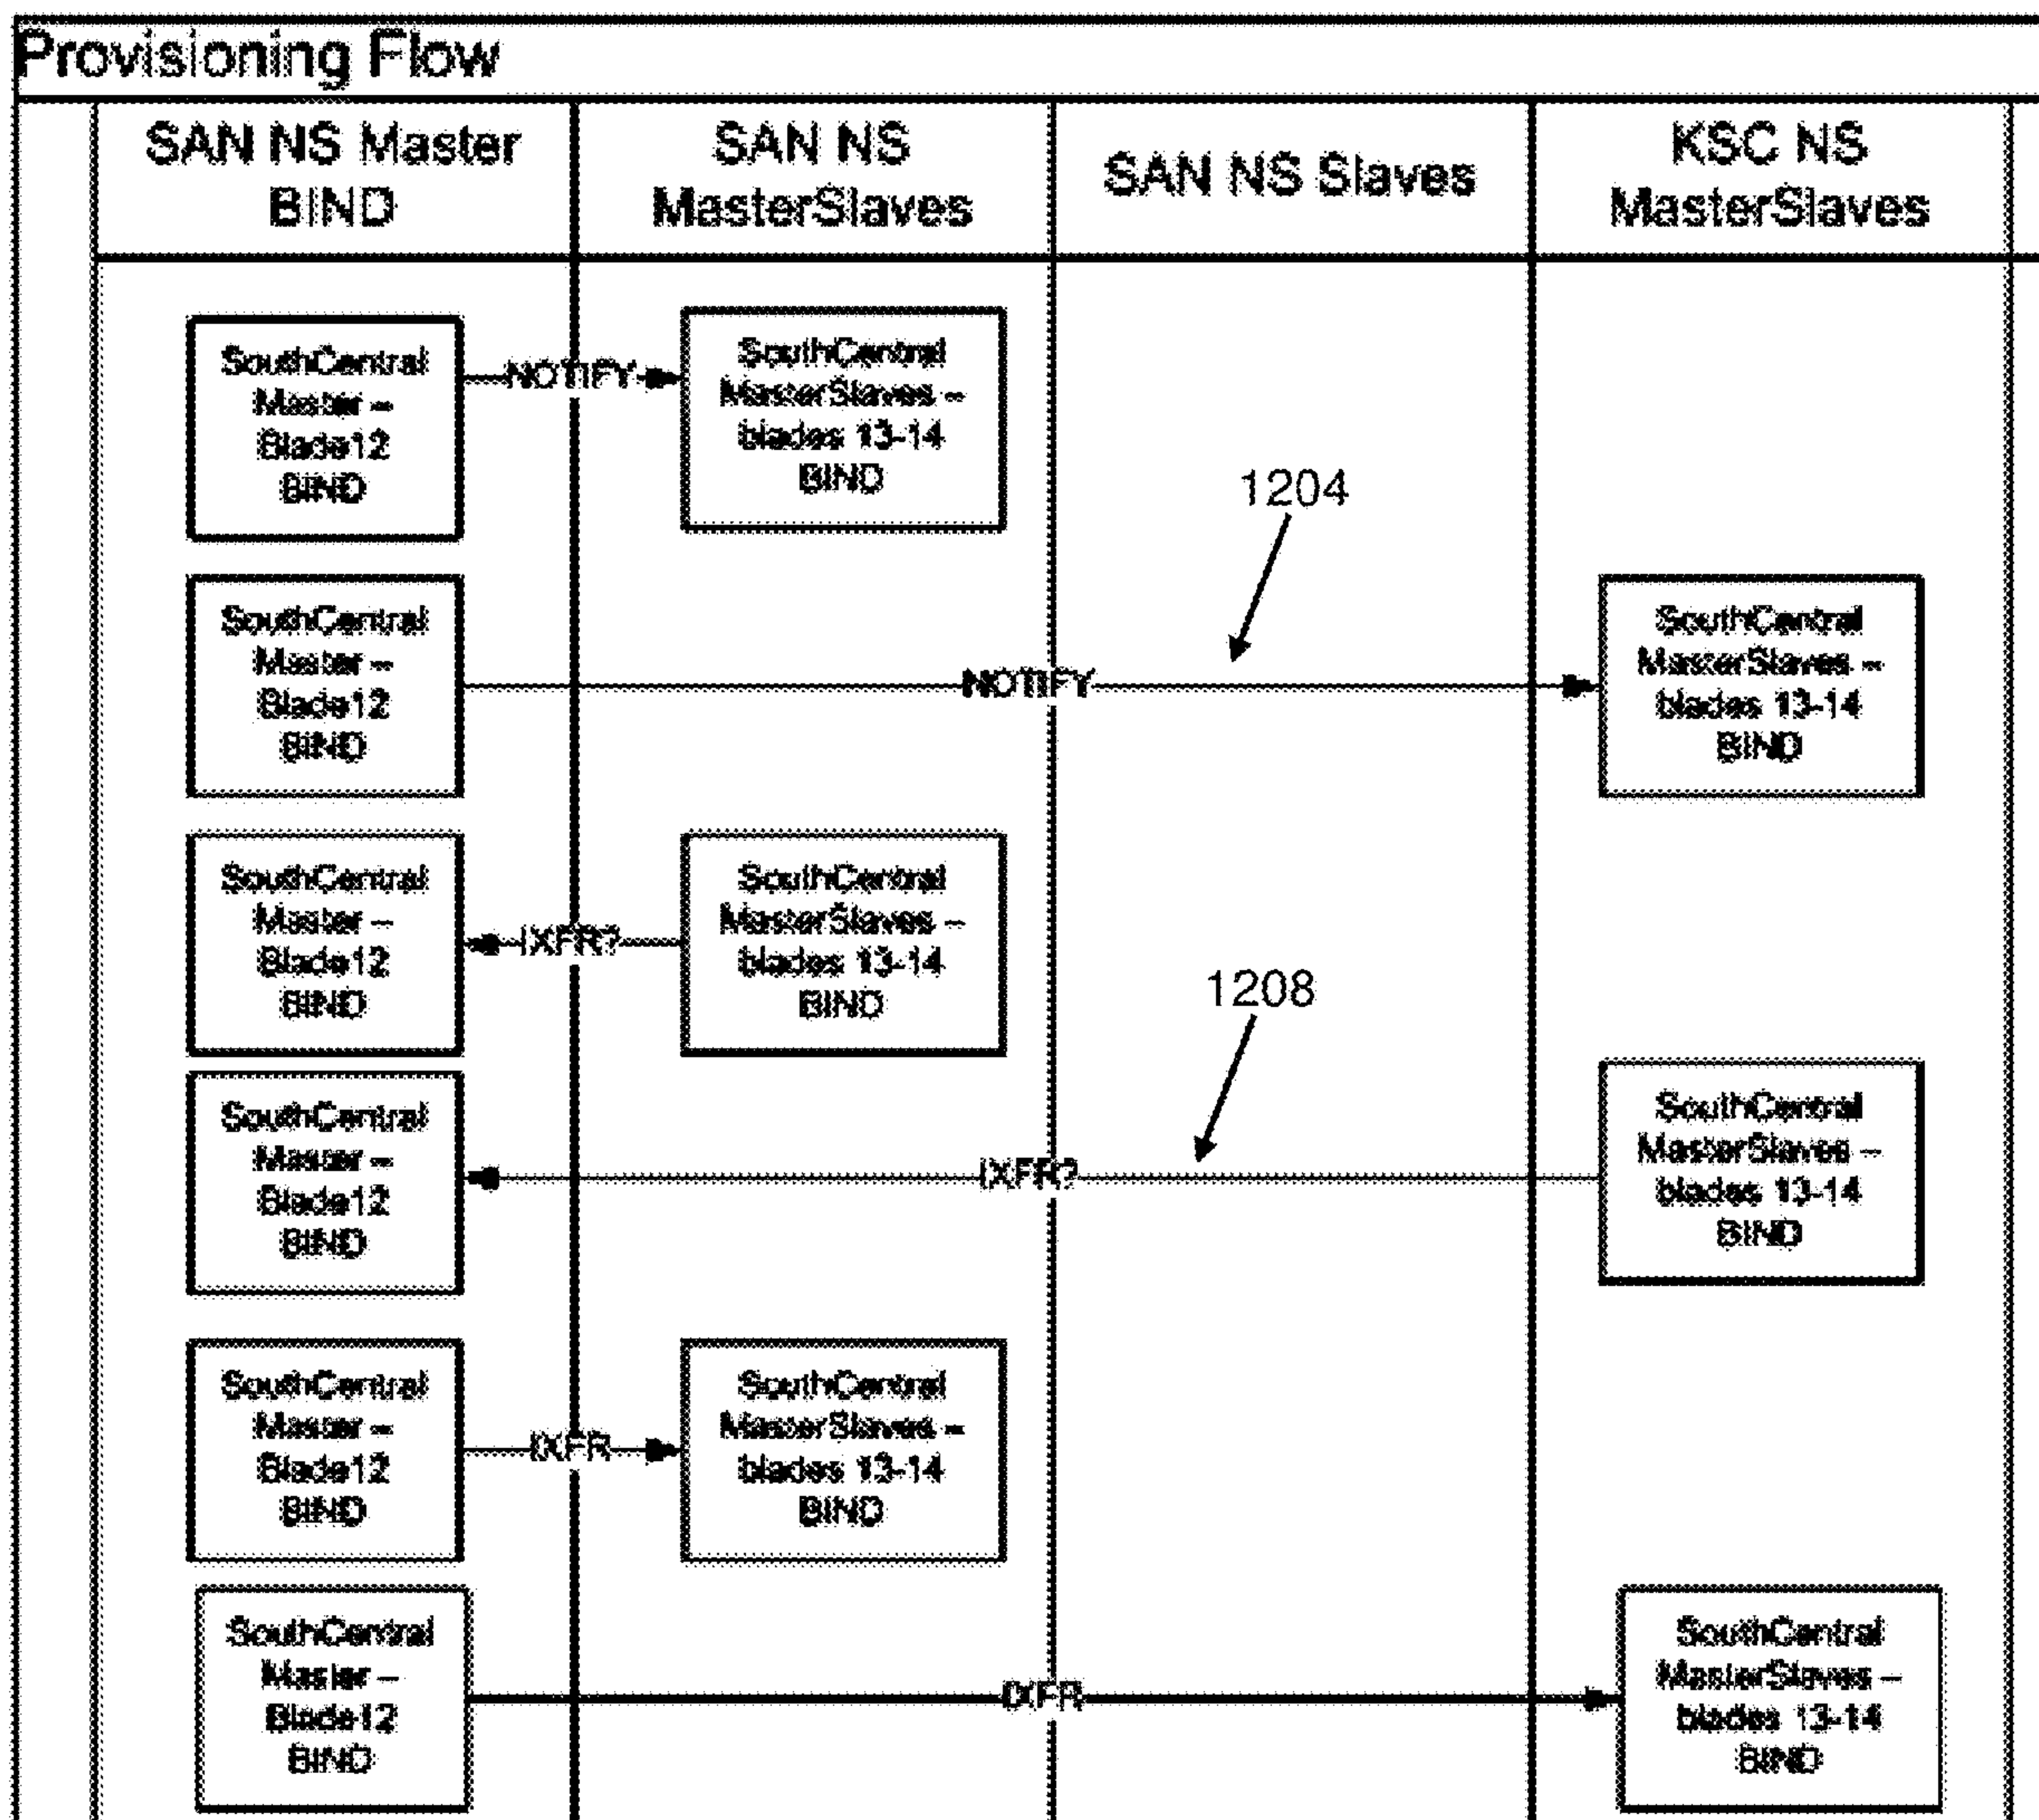 Provisioning Flow
SAN NS Master
BIND
SAN NS
MasterSlaves
SAN NS Slaves
KSC NS
MasterSlaves
SouthCentral
Master –
Blade12
BIND
NOTIFY
SouthCentral
MasterSlaves –
blades 13-14
BIND
1204
SouthCentral
Master –
Blade12
BIND
NOTIFY
SouthCentral
MasterSlaves –
blades 13-14
BIND
SouthCentral
Master –
Blade12
BIND
IXFR?
SouthCentral
MasterSlaves –
blades 13-14
BIND
1208
SouthCentral
Master –
Blade12
BIND
IXFR?
SouthCentral
MasterSlaves –
blades 13-14
BIND
SouthCentral
Master –
Blade12
BIND
IXFR
SouthCentral
MasterSlaves –
blades 13-14
BIND
SouthCentral
Master –
Blade12
BIND
IXFR
SouthCentral
MasterSlaves –
blades 13-14
BIND